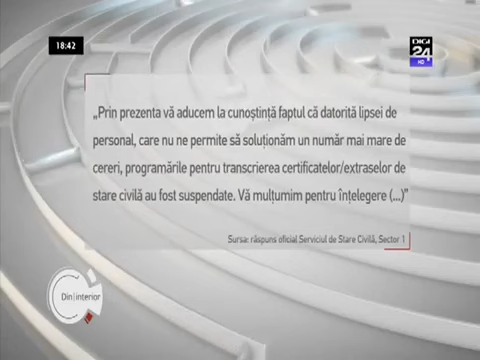 18:42
DIGI
24
HD
„Prin prezenta vă aducem la cunoștință faptul că datorită lipsei de
personal, care nu ne permite să soluționăm un număr mai mare de
cereri, programările pentru transcrierea certificatelor/extraselor de
stare civilă au fost suspendate. Vă mulțumim pentru înțelegere (...)”
Sursa: răspuns oficial Serviciul de Stare Civilă, Sector 1
Din|interior